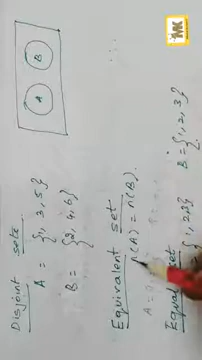 Disjoint sets
A = {1, 3, 5}
B = {2, 4, 6}
A B
Equivalent set
n(A) = n(B).
Equal set
= {1, 2, 3} B = {1, 2, 3}